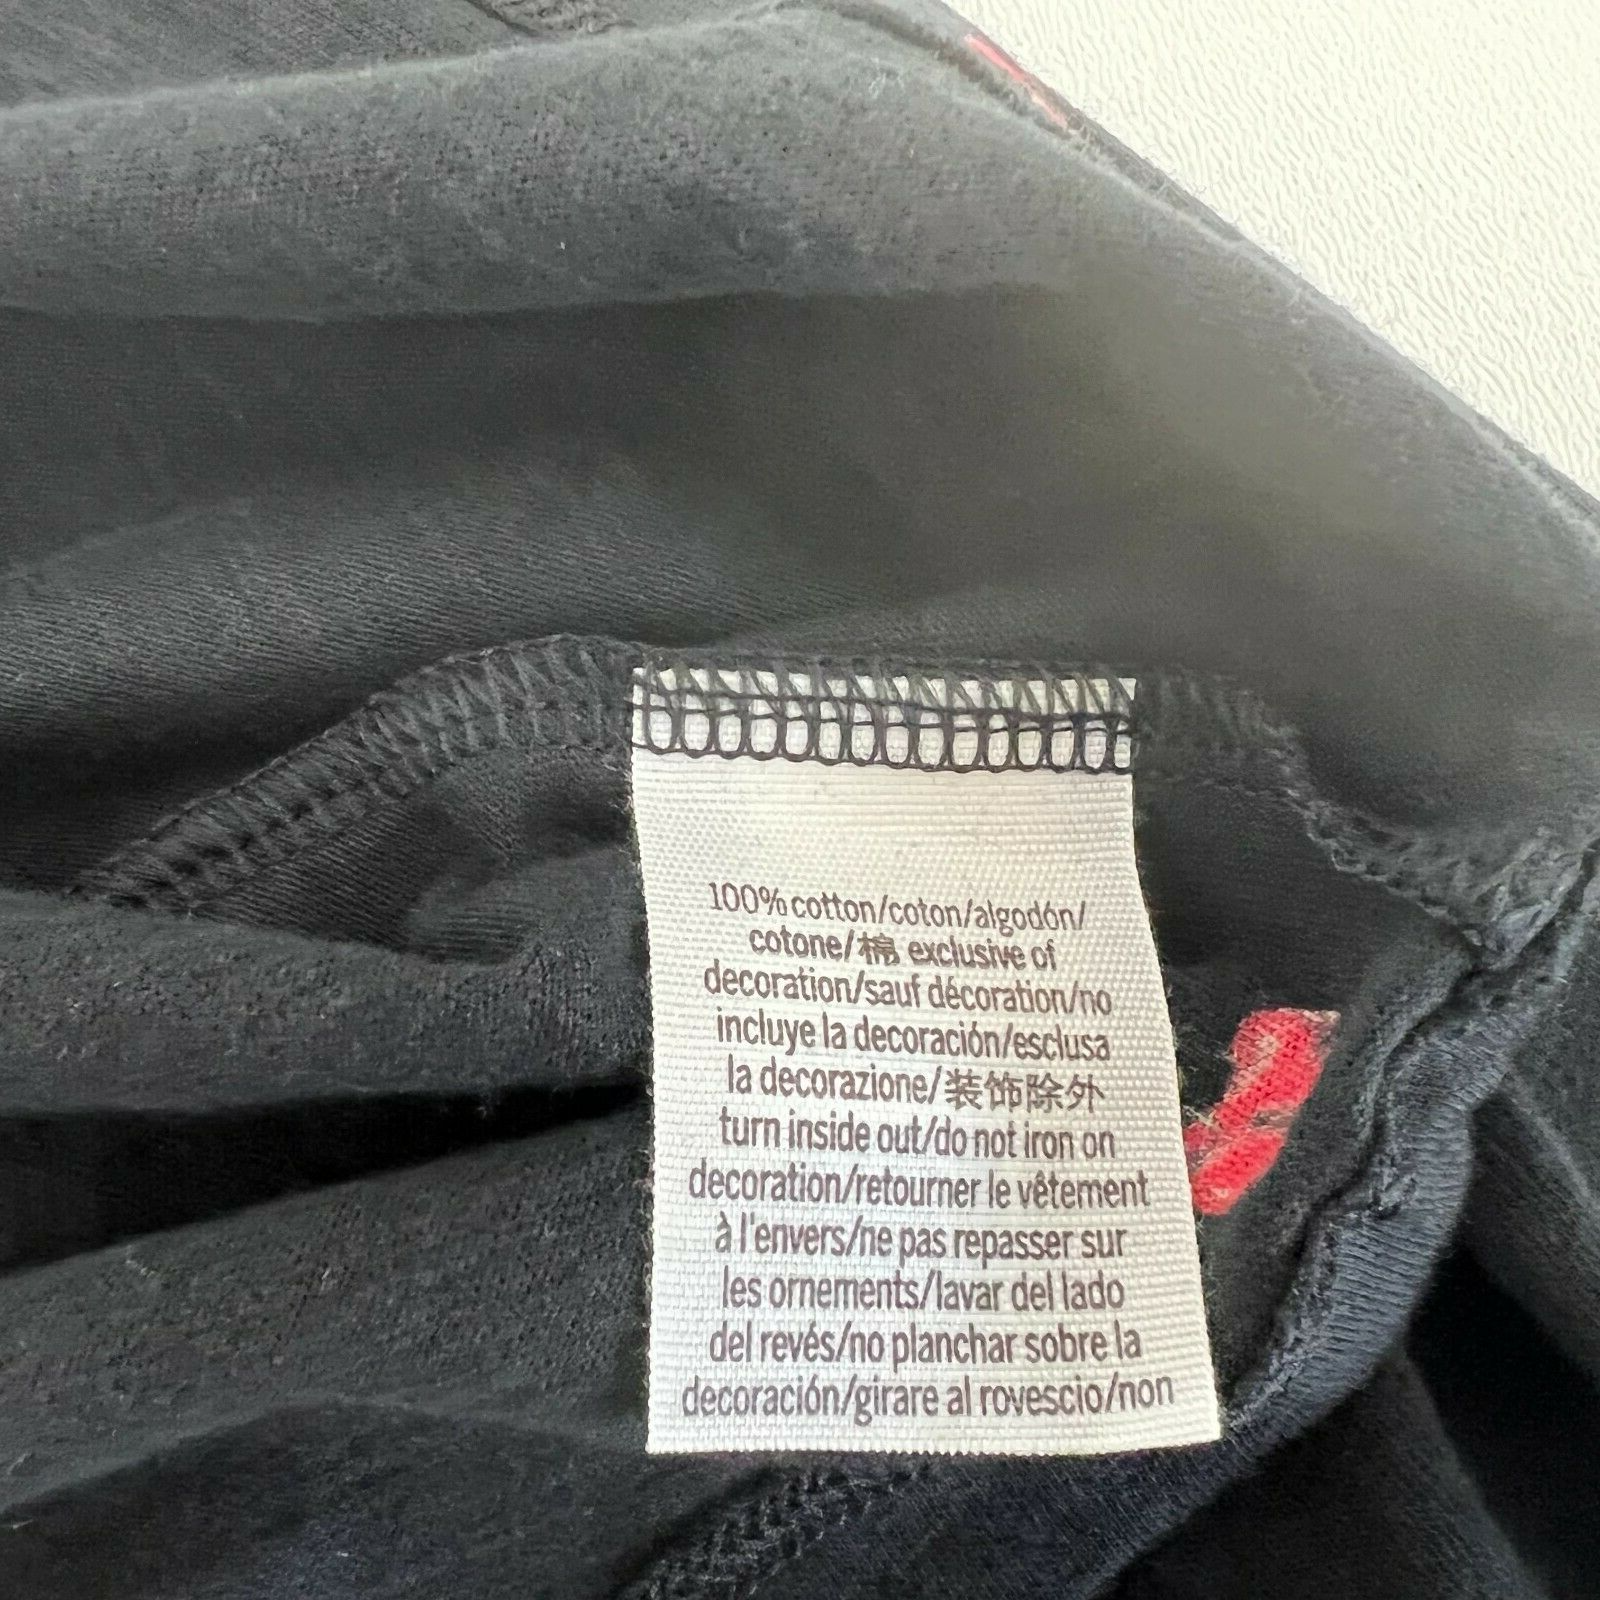 100% cotton/coton/algodón/
cotone/棉 exclusive of
decoration/sauf décoration/no
incluye la decoración/esclusa
la decorazione/装饰除外
turn inside out/do not iron on
decoration/retourner le vêtement
à l'envers/ne pas repasser sur
les ornements/lavar del lado
del revés/no planchar sobre la
decoración/girare al rovescio/non